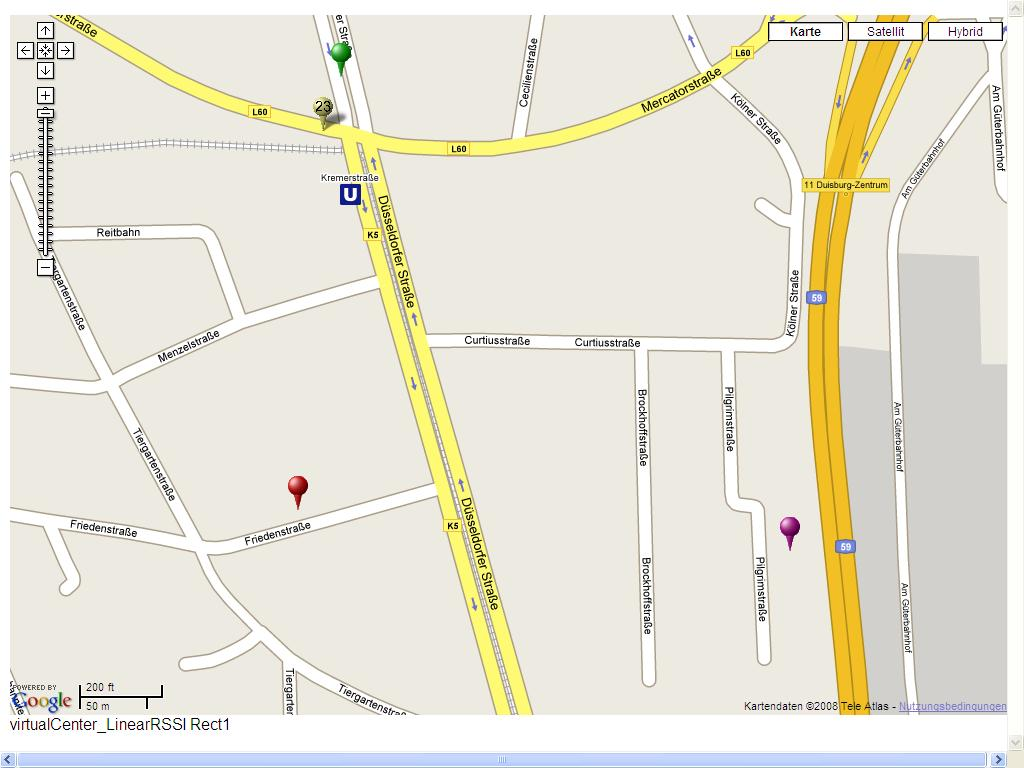 Karte
Satellit
Hybrid
L60
L60
L60
Cecilienstraße
Mercatorstraße
Kölner Straße
Am Güterbahnhof
Am Güterbahnhof
23
Kremerstraße
U
11 Duisburg-Zentrum
K5
Düsseldorfer Straße
Reitbahn
Kölner Straße
59
Menzelstraße
Curtiusstraße
Curtiusstraße
Tiergartenstraße
Brockhoffstraße
Pilgrimstraße
Am Güterbahnhof
Friedenstraße
Friedenstraße
K5
Düsseldorfer Straße
59
Brockhoffstraße
Pilgrimstraße
Am Güterbahnhof
POWERED BY
Google
200 ft
50 m
Kartendaten ©2008 Tele Atlas - Nutzungsbedingungen
virtualCenter_LinearRSSI Rect1